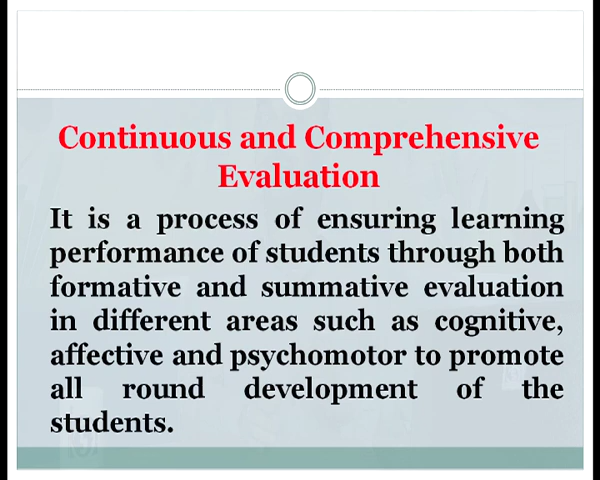 Continuous and Comprehensive
Evaluation
It is a process of ensuring learning
performance of students through both
formative and summative evaluation
in different areas such as cognitive,
affective and psychomotor to promote
all round development of the
students.